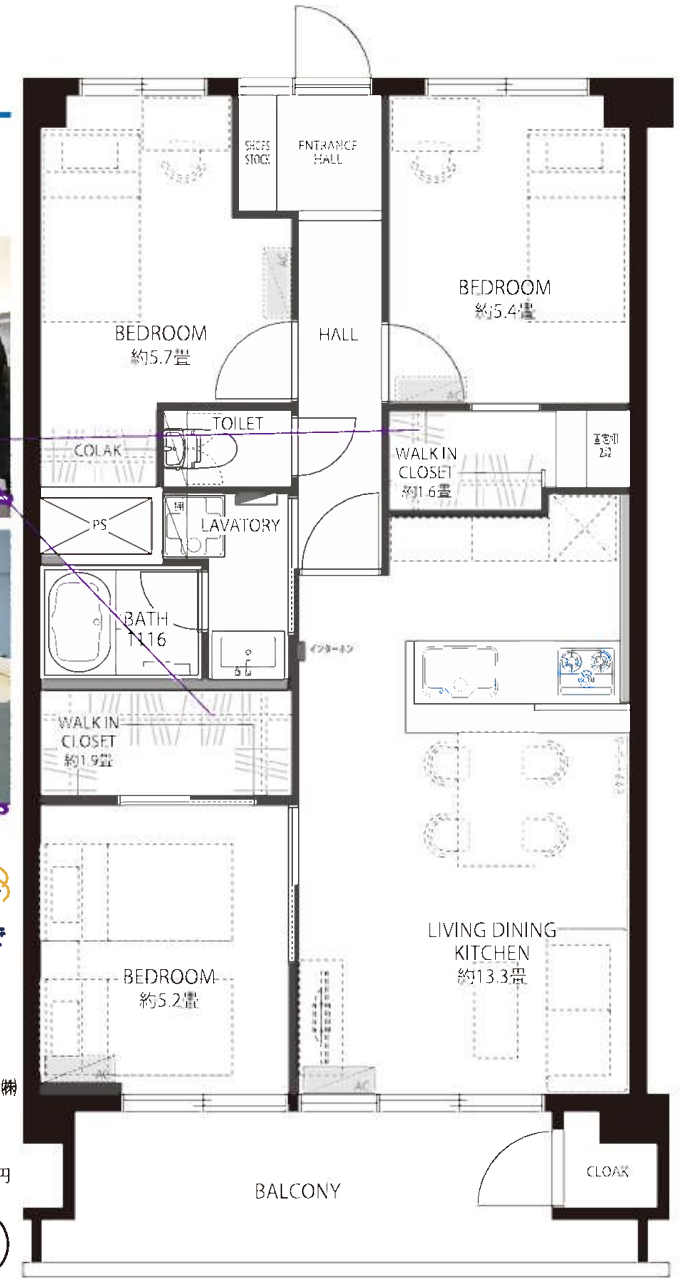 SHOES
STOCK
ENTRANCE
HALL
AC
BEDROOM
約5.4畳
BEDROOM
約5.7畳
HALL
AC
TOILET
COLAK
WALK IN
CLOSET
約1.6畳
PS
LAVATORY
BATH
1116
インターホン
WALK IN
CLOSET
約1.9畳
LIVING DINING
KITCHEN
約13.3畳
BEDROOM
約5.2畳
AC
AC
㈱
円
BALCONY
CLOAK